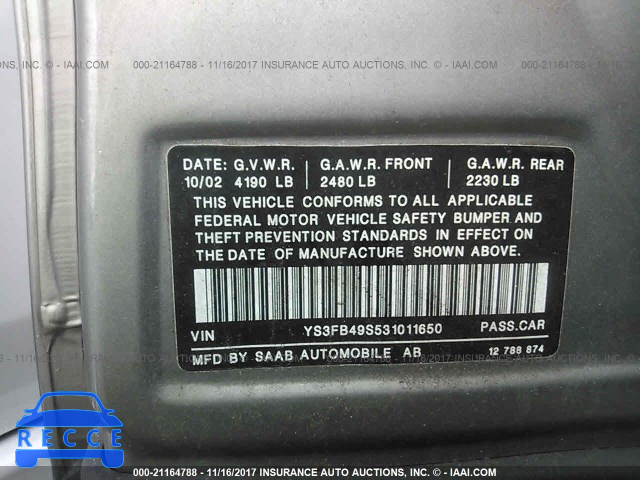 000-21164788 - 11/16/2017 INSURANCE AUTO AUCTIONS, INC. - © IAAI.COM
DATE: G.V.W.R. G.A.W.R. FRONT G.A.W.R. REAR
10/02 4190 LB 2480 LB 2230 LB
THIS VEHICLE CONFORMS TO ALL APPLICABLE
FEDERAL MOTOR VEHICLE SAFETY BUMPER AND
THEFT PREVENTION STANDARDS IN EFFECT ON
THE DATE OF MANUFACTURE SHOWN ABOVE.
VIN YS3FB49S531011650 PASS.CAR
MFD BY SAAB AUTOMOBILE AB 12 788 874
RECCE
000-21164788 - 11/16/2017 INSURANCE AUTO AUCTIONS, INC. - © IAAI.COM